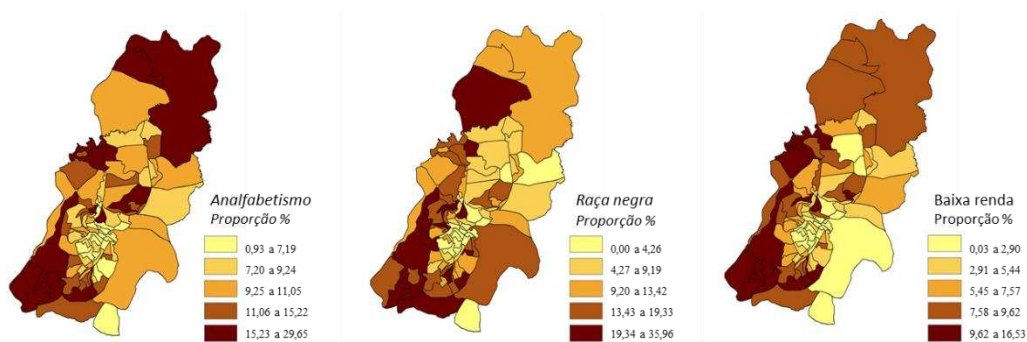 Analfabetismo
Proporção %
0,93 a 7,19
7,20 a 9,24
9,25 a 11,05
11,06 a 15,22
15,23 a 29,65
Raça negra
Proporção %
0,00 a 4,26
4,27 a 9,19
9,20 a 13,42
13,43 a 19,33
19,34 a 35,96
Baixa renda
Proporção %
0,03 a 2,90
2,91 a 5,44
5,45 a 7,57
7,58 a 9,62
9,62 a 16,53